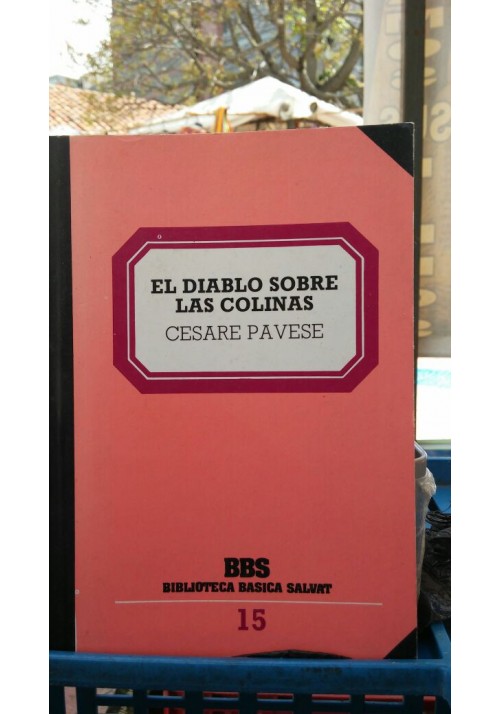 EL DIABLO SOBRE
LAS COLINAS
CESARE PAVESE
BBS
BIBLIOTECA BASICA SALVAT
15